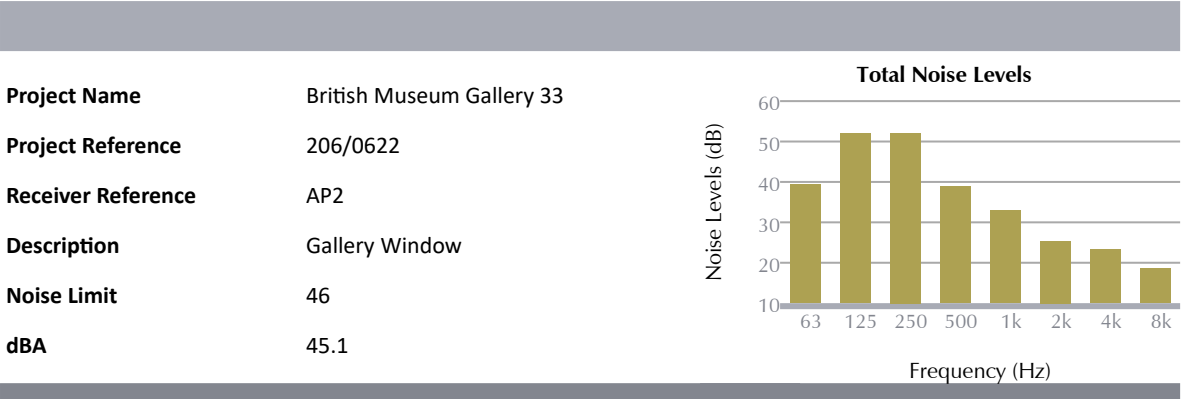 Project Name British Museum Gallery 33
Project Reference 206/0622
Receiver Reference AP2
Description Gallery Window
Noise Limit 46
dBA 45.1
Total Noise Levels
Noise Levels (dB)
60
50
40
30
20
10
63 125 250 500 1k 2k 4k 8k
Frequency (Hz)